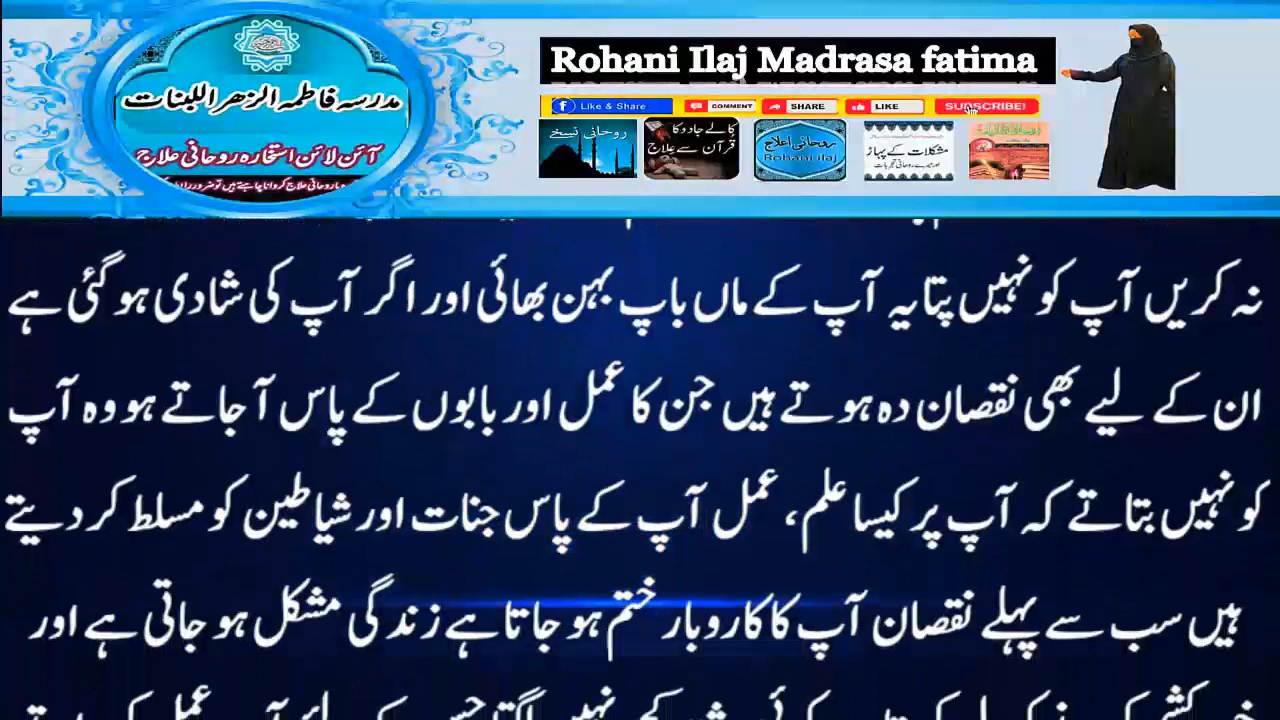 مدرسہ فاطمہ الزھرا للبنات
آئن لائن استخارہ روحانی علاج
Rohani Ilaj Madrasa fatima
Like & Share
COMMENT
SHARE
LIKE
SUBSCRIBE!
روحانی نسخ
کالے جادو کا
قرآن سے علاج
روحانی علاج
Rohani ilaj
مشکلات کے پہاڑ
نہ کریں آپ کو نہیں پتا یہ آپ کے ماں باپ بہن بھائی اور اگر آپ کی شادی ہو گئی ہے
ان کے لیے بھی نقصان دہ ہوتے ہیں جن کا عمل اور بابوں کے پاس آ جاتے ہو وہ آپ
کو نہیں بتاتے کہ آپ پر کیسا علم، عمل آپ کے پاس جنات اور شیاطین کو مسلط کر دیتے
ہیں سب سے پہلے نقصان آپ کا کاروبار ختم ہو جاتا ہے زندگی مشکل ہو جاتی ہے اور